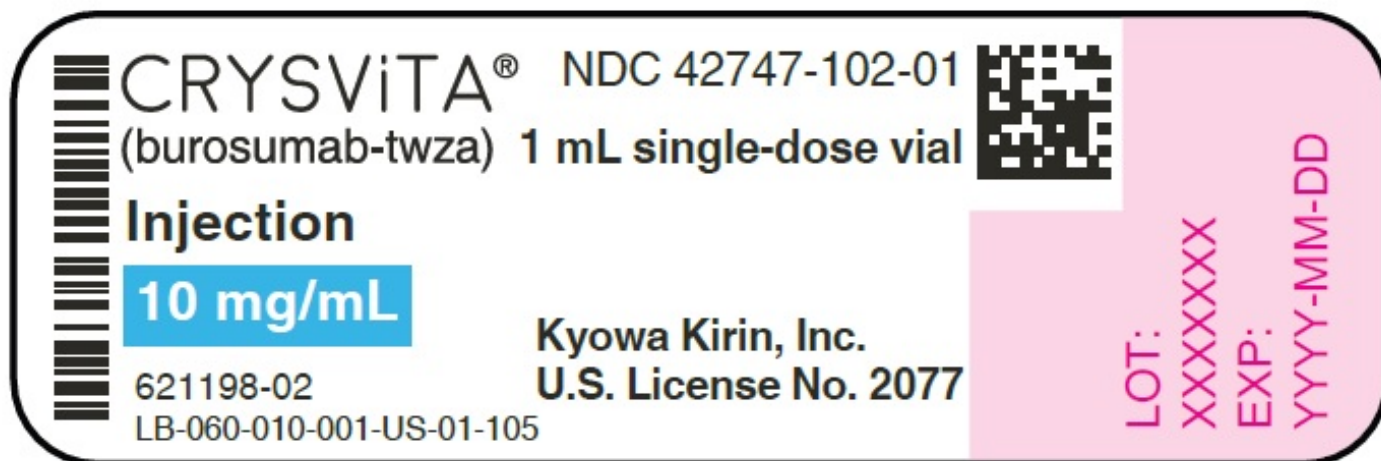 CRYSViTA® NDC 42747-102-01
(burosumab-twza) 1 mL single-dose vial
Injection
10 mg/mL
Kyowa Kirin, Inc.
U.S. License No. 2077
621198-02
LB-060-010-001-US-01-105
LOT:
XXXXXXX
EXP:
YYYY-MM-DD